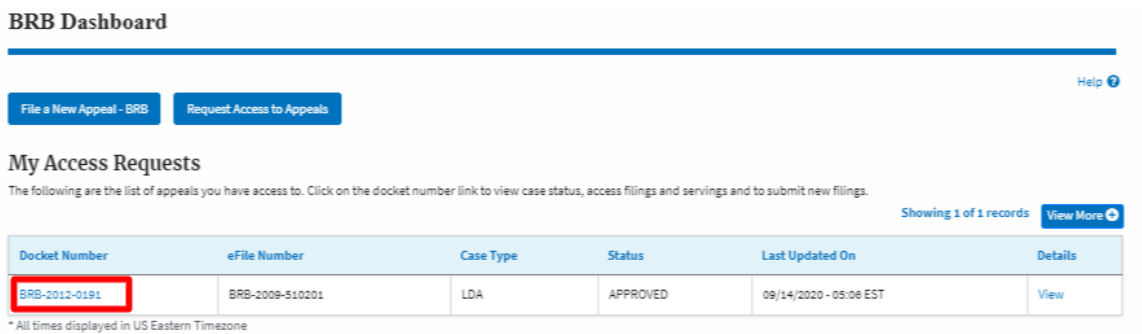 BRB Dashboard
Help ?
File a New Appeal - BRB Request Access to Appeals
My Access Requests
The following are the list of appeals you have access to. Click on the docket number link to view case status, access filings and servings and to submit new filings.
Showing 1 of 1 records View More +
Docket Number eFile Number Case Type Status Last Updated On Details
BRB-2012-0191 BRB-2009-510201 LDA APPROVED 09/14/2020 - 05:06 EST View
* All times displayed in US Eastern Timezone